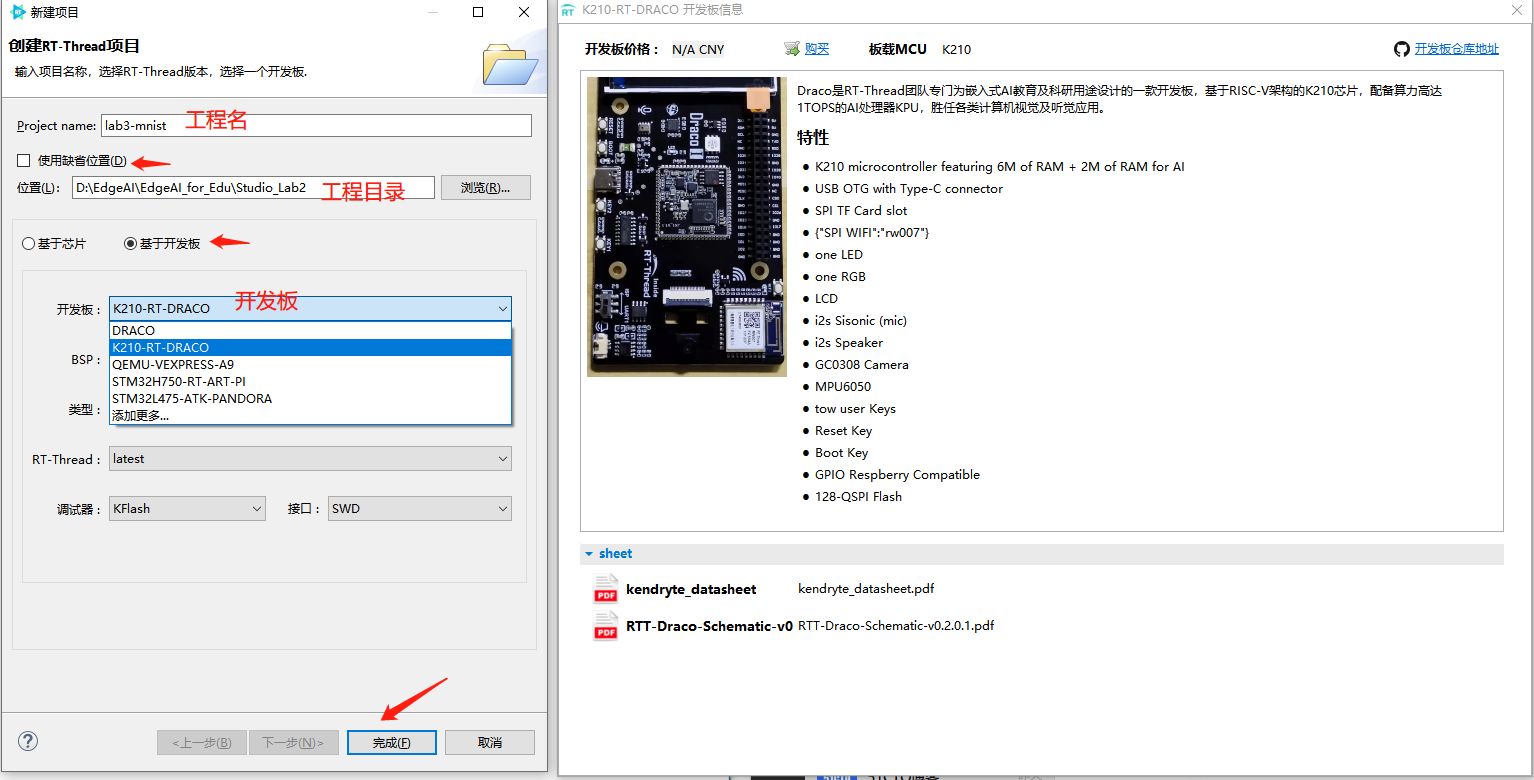 新建项目
创建RT-Thread项目
输入项目名称，选择RT-Thread版本，选择一个开发板.
Project name: lab3-mnist 工程名
使用缺省位置(D)
位置(L): D:\EdgeAI\EdgeAI_for_Edu\Studio_Lab2 工程目录 浏览(R)...
基于芯片 基于开发板
开发板： K210-RT-DRACO 开发板
DRACO
K210-RT-DRACO
BSP：
QEMU-VEXPRESS-A9
STM32H750-RT-ART-PI
STM32L475-ATK-PANDORA
类型：
添加更多...
RT-Thread： latest
调试器： KFlash 接口： SWD
<上一步(B) 下一步(N)> 完成(F) 取消
K210-RT-DRACO 开发板信息
开发板价格： N/A CNY 购买 板载MCU K210 开发板仓库地址
Draco是RT-Thread团队专门为嵌入式AI教育及科研用途设计的一款开发板，基于RISC-V架构的K210芯片，配备算力高达
1TOPS的AI处理器KPU，胜任各类计算机视觉及听觉应用。
特性
● K210 microcontroller featuring 6M of RAM + 2M of RAM for AI
● USB OTG with Type-C connector
● SPI TF Card slot
● {"SPI WIFI":"rw007"}
● one LED
● one RGB
● LCD
● i2s Sisonic (mic)
● i2s Speaker
● GC0308 Camera
● MPU6050
● tow user Keys
● Reset Key
● Boot Key
● GPIO Respberry Compatible
● 128-QSPI Flash
Draco
RT-Thread
Inside
sheet
PDF kendryte_datasheet kendryte_datasheet.pdf
PDF RTT-Draco-Schematic-v0 RTT-Draco-Schematic-v0.2.0.1.pdf